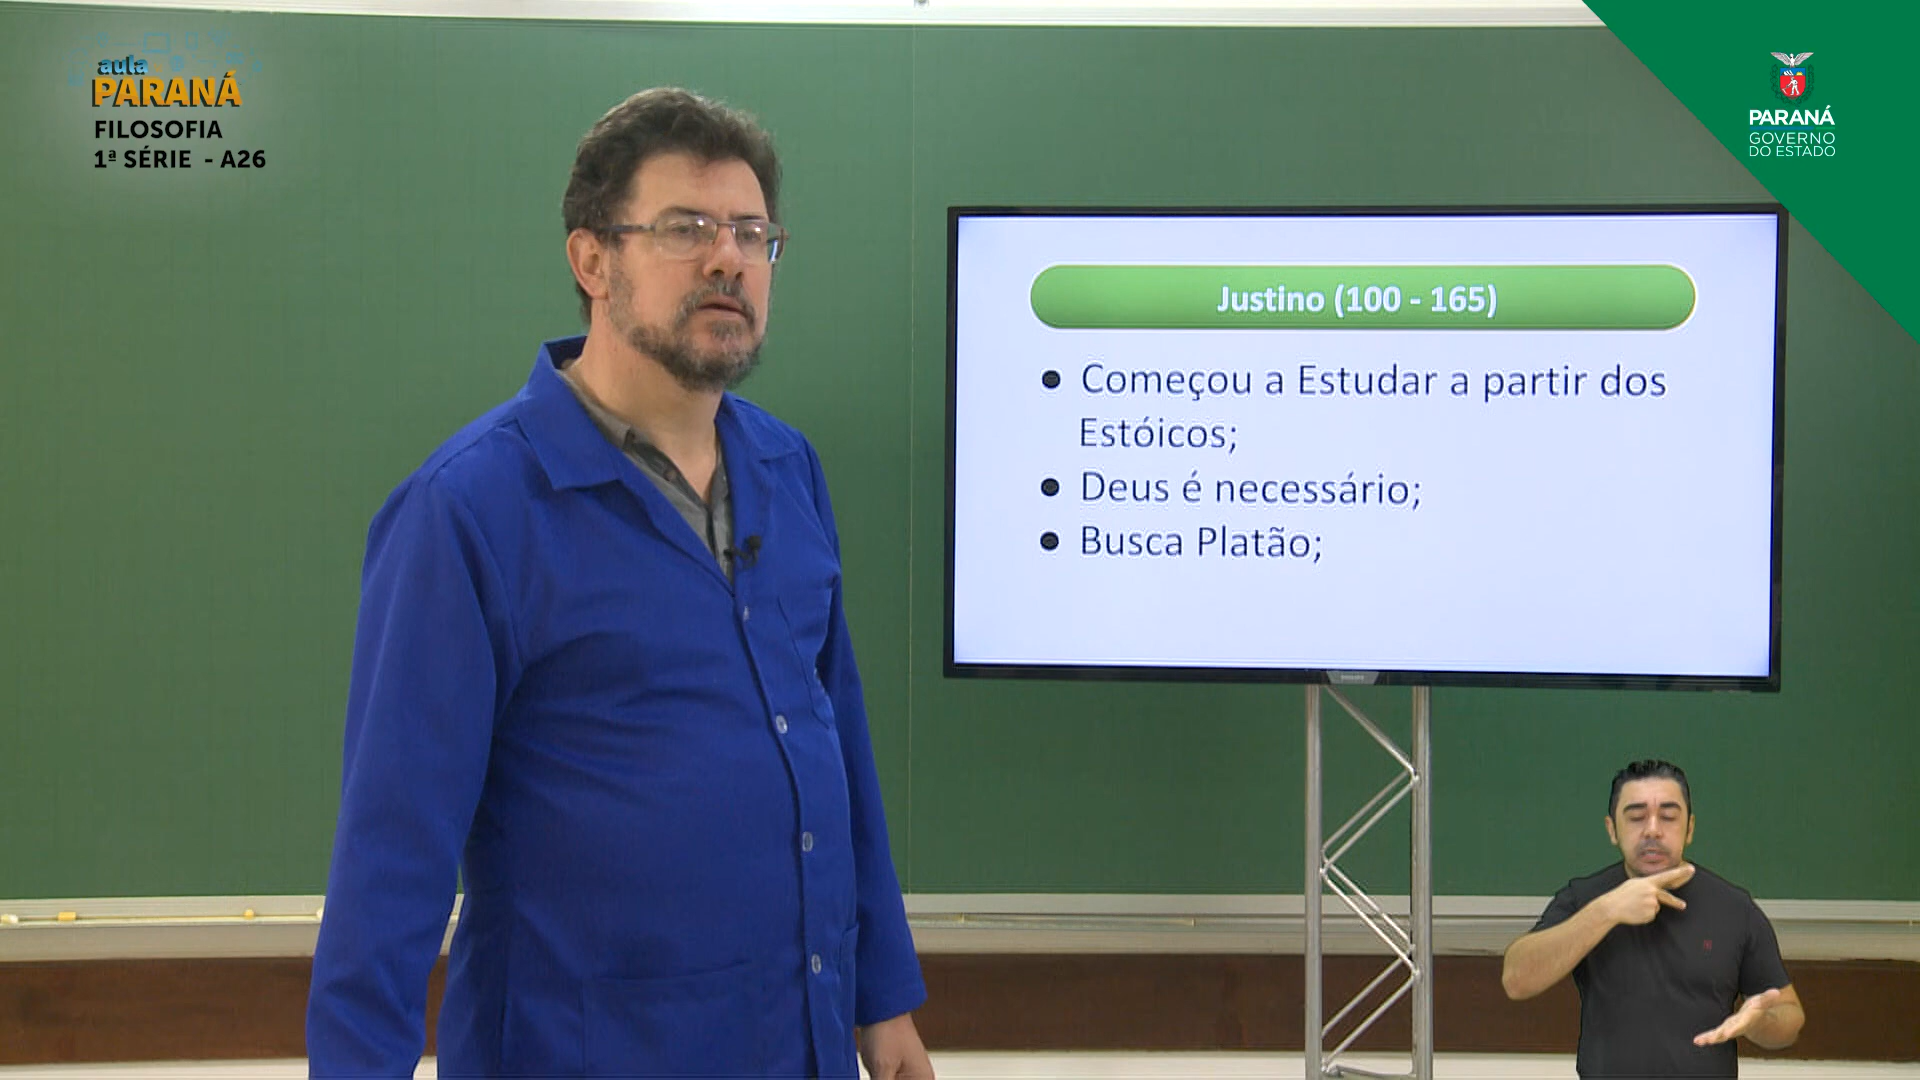 aula
PARANÁ
FILOSOFIA
1ª SÉRIE - A26
PARANÁ
GOVERNO
DO ESTADO
Justino (100 - 165)
● Começou a Estudar a partir dos
Estóicos;
● Deus é necessário;
● Busca Platão;
PHILIPS